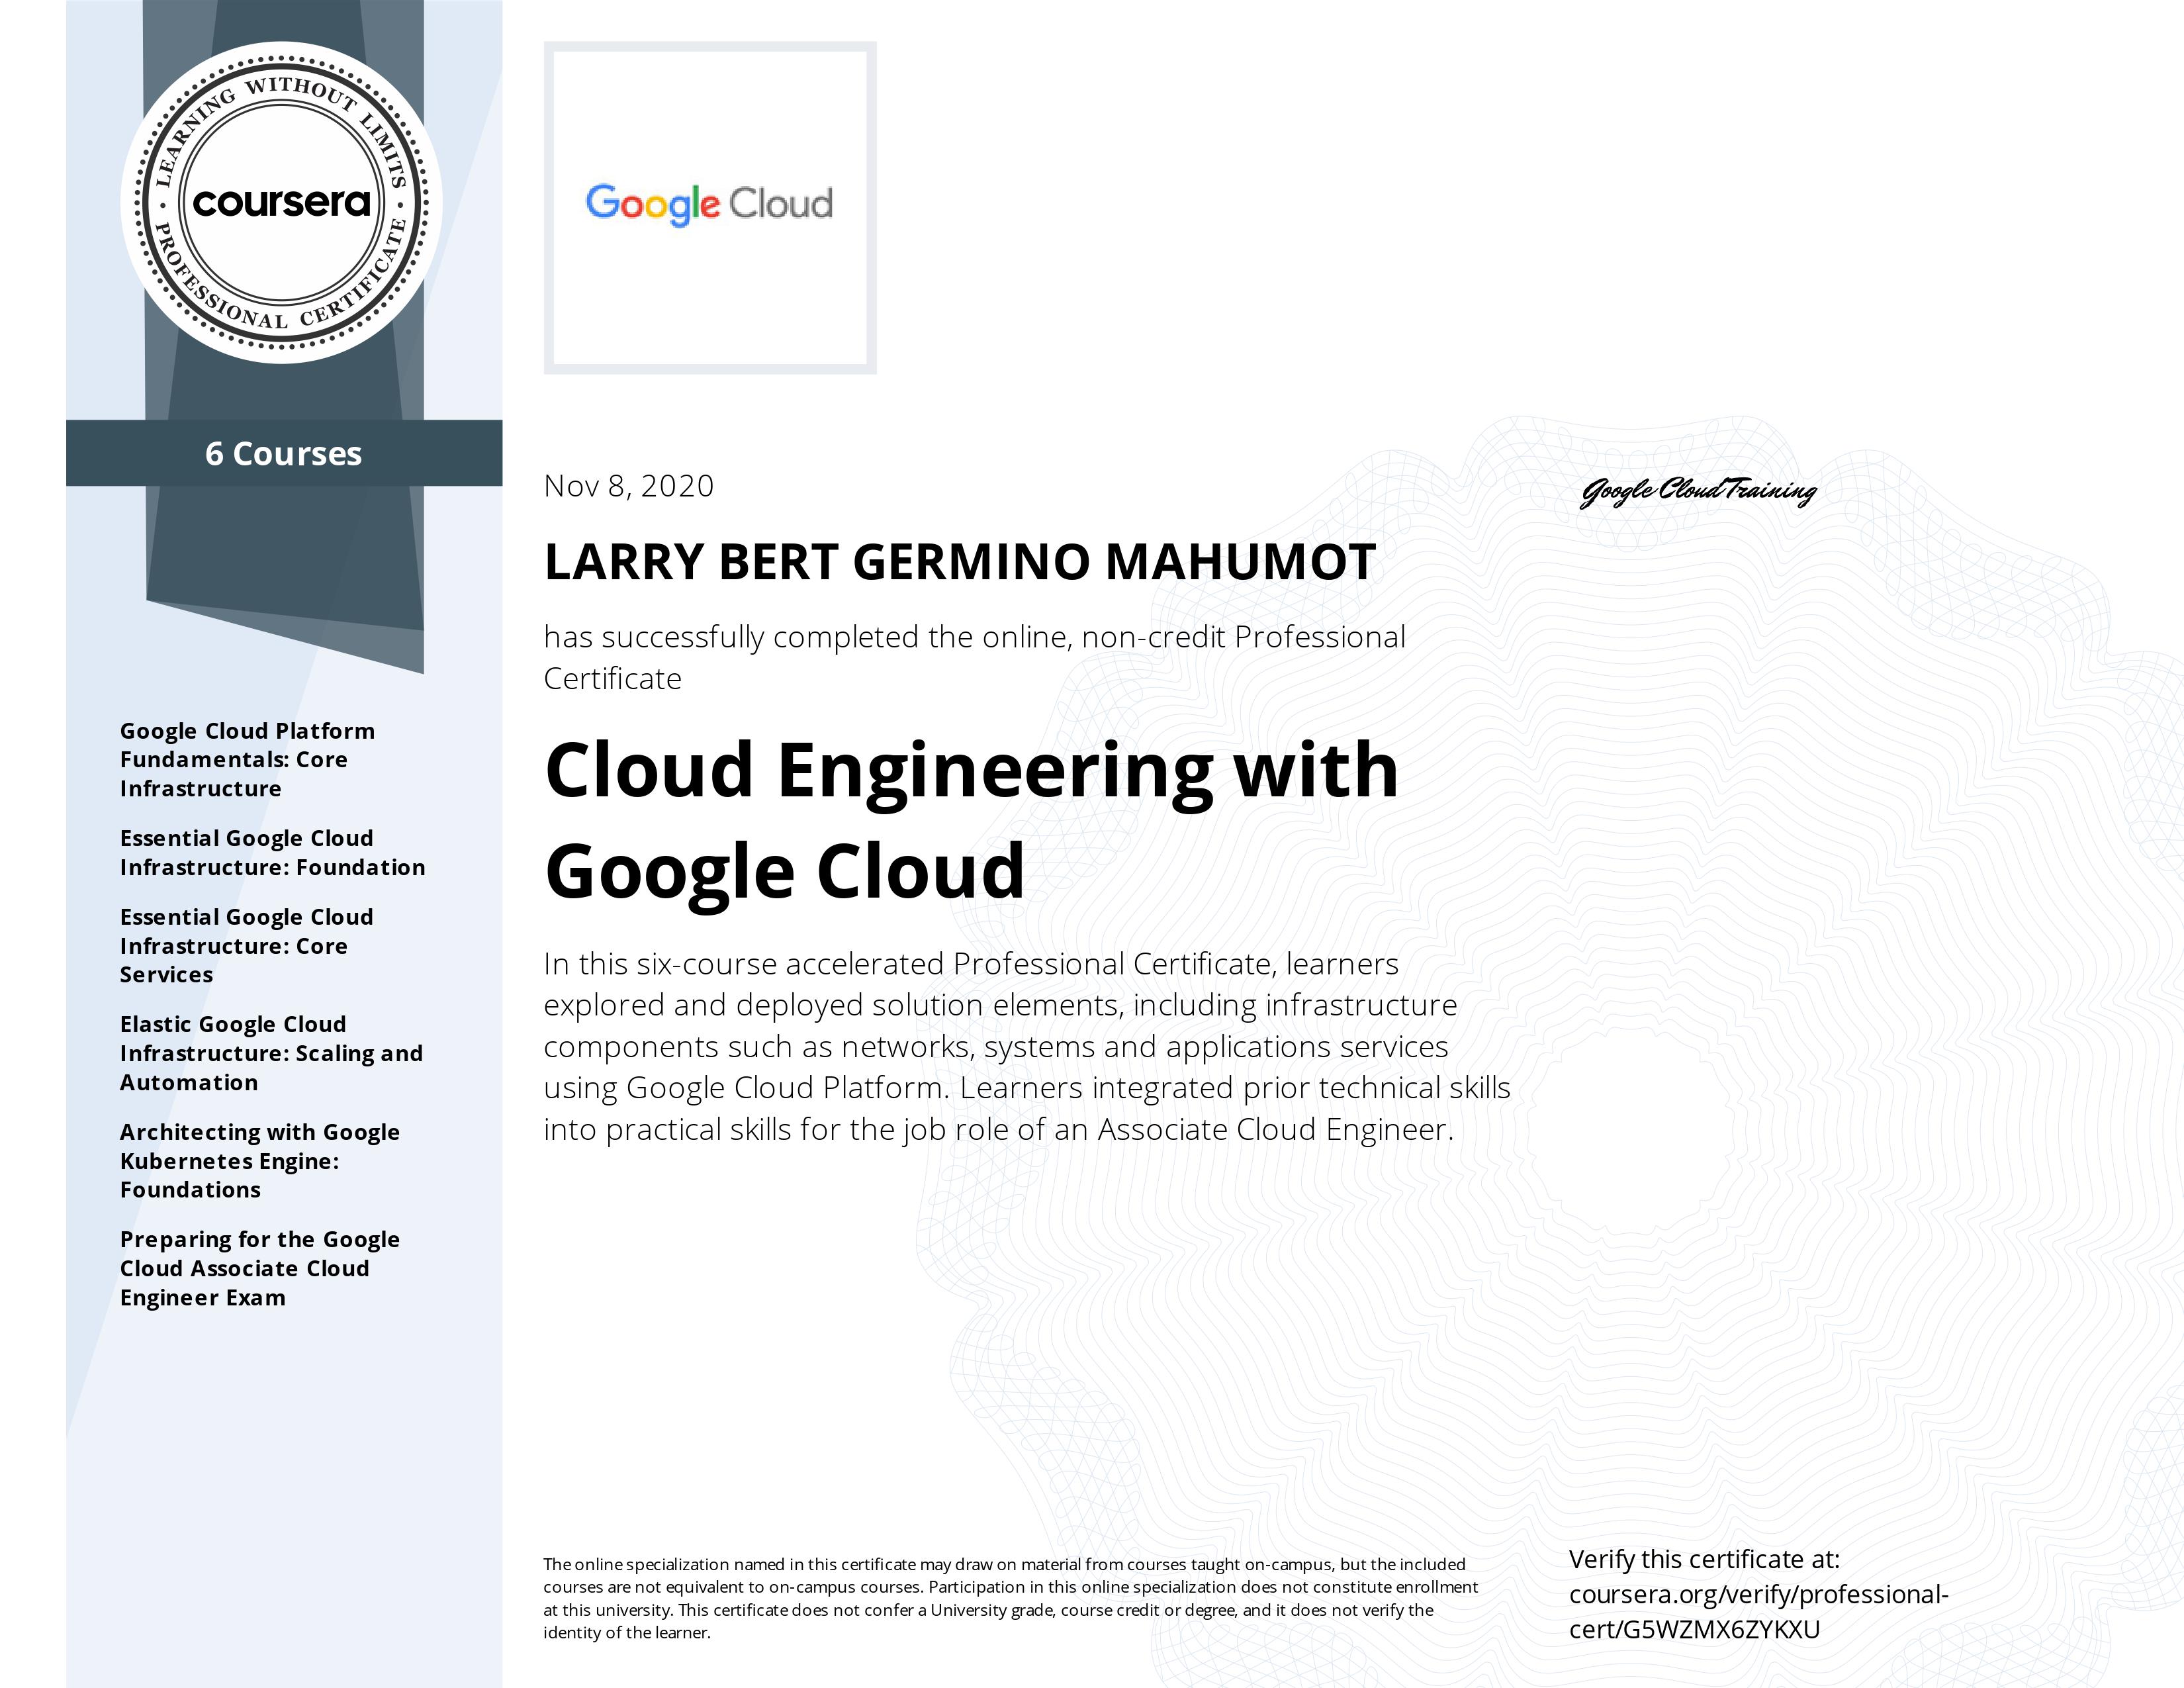 LEARNING WITHOUT LIMITS
coursera
PROFESSIONAL CERTIFICATE
6 Courses
Google Cloud Platform
Fundamentals: Core
Infrastructure
Essential Google Cloud
Infrastructure: Foundation
Essential Google Cloud
Infrastructure: Core
Services
Elastic Google Cloud
Infrastructure: Scaling and
Automation
Architecting with Google
Kubernetes Engine:
Foundations
Preparing for the Google
Cloud Associate Cloud
Engineer Exam
Google Cloud
Nov 8, 2020
Google Cloud Training
LARRY BERT GERMINO MAHUMOT
has successfully completed the online, non-credit Professional
Certificate
Cloud Engineering with
Google Cloud
In this six-course accelerated Professional Certificate, learners
explored and deployed solution elements, including infrastructure
components such as networks, systems and applications services
using Google Cloud Platform. Learners integrated prior technical skills
into practical skills for the job role of an Associate Cloud Engineer.
The online specialization named in this certificate may draw on material from courses taught on-campus, but the included
courses are not equivalent to on-campus courses. Participation in this online specialization does not constitute enrollment
at this university. This certificate does not confer a University grade, course credit or degree, and it does not verify the
identity of the learner.
Verify this certificate at:
coursera.org/verify/professional-
cert/G5WZMX6ZYKXU